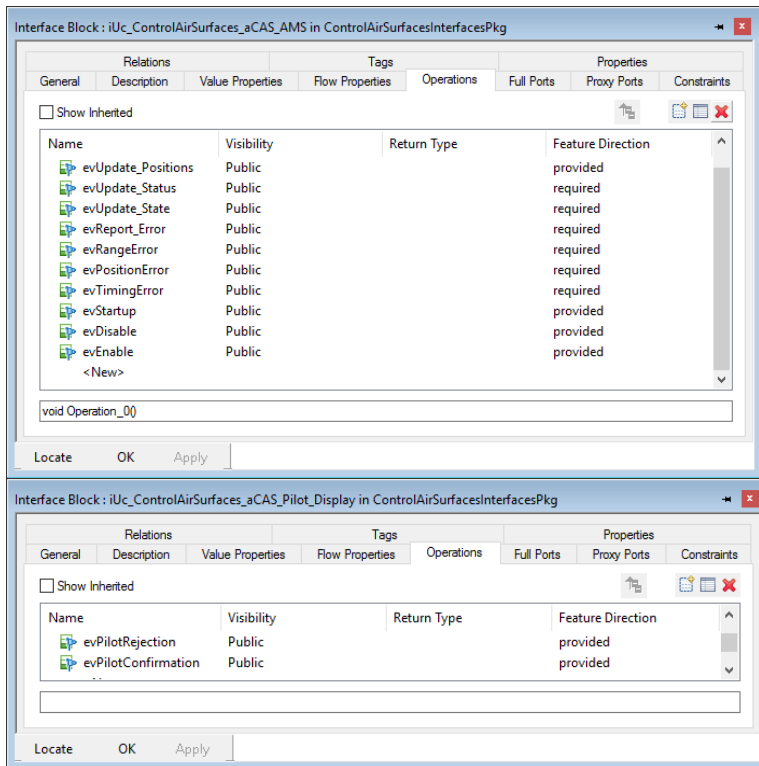 Interface Block : iUc_ControlAirSurfaces_aCAS_AMS in ControlAirSurfacesInterfacesPkg
Relations Tags Properties
General Description Value Properties Flow Properties Operations Full Ports Proxy Ports Constraints
Show Inherited
Name Visibility Return Type Feature Direction
evUpdate_Positions Public provided
evUpdate_Status Public required
evUpdate_State Public required
evReport_Error Public required
evRangeError Public required
evPositionError Public required
evTimingError Public required
evStartup Public provided
evDisable Public provided
evEnable Public provided
<New>
void Operation_0()
Locate OK Apply
Interface Block : iUc_ControlAirSurfaces_aCAS_Pilot_Display in ControlAirSurfacesInterfacesPkg
Relations Tags Properties
General Description Value Properties Flow Properties Operations Full Ports Proxy Ports Constraints
Show Inherited
Name Visibility Return Type Feature Direction
evPilotRejection Public provided
evPilotConfirmation Public provided
Locate OK Apply